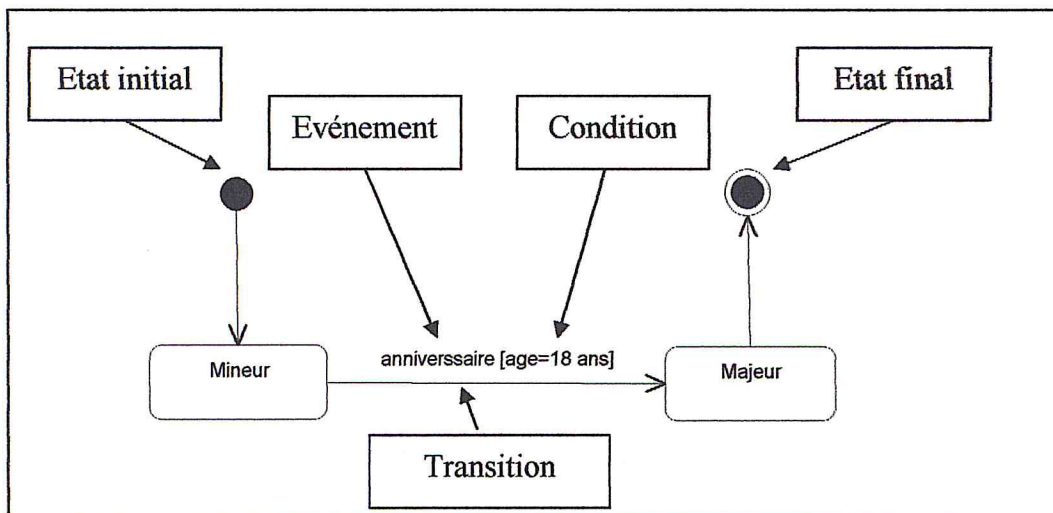 Etat initial
Etat final
Evénement
Condition
anniverssaire [age=18 ans]
Mineur
Majeur
Transition